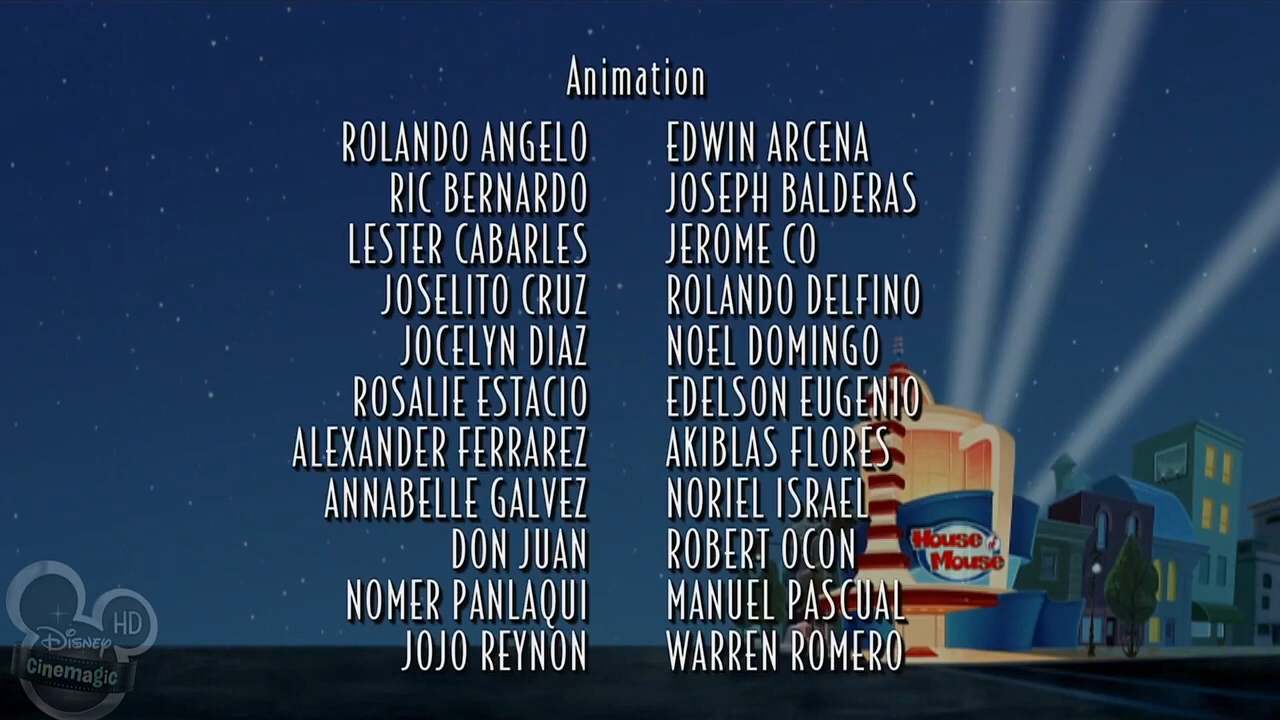 Animation
ROLANDO ANGELO EDWIN ARCENA
RIC BERNARDO JOSEPH BALDERAS
LESTER CABARLES JEROME CO
JOSELITO CRUZ ROLANDO DELFINO
JOCELYN DIAZ NOEL DOMINGO
ROSALIE ESTACIO EDELSON EUGENIO
ALEXANDER FERRAREZ AKIBLAS FLORES
ANNABELLE GALVEZ NORIEL ISRAEL
DON JUAN ROBERT OCON
NOMER PANLAQUI MANUEL PASCUAL
JOJO REYNON WARREN ROMERO
House of
Mouse
HD
Disney
Cinemagic